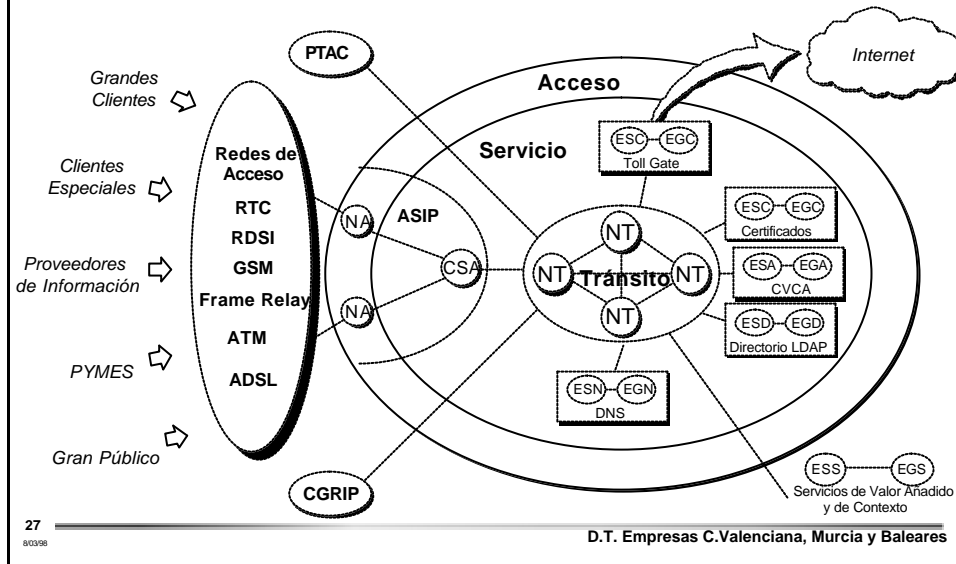 Grandes
Clientes
Clientes
Especiales
Proveedores
de Información
PYMES
Gran Público
Redes de
Acceso
RTC
RDSI
GSM
Frame Relay
ATM
ADSL
PTAC
CGRIP
Acceso
Servicio
ASIP
NA
NA
CSA
NT
NT
Tránsito
NT
NT
Internet
ESC EGC
Toll Gate
ESC EGC
Certificados
ESA EGA
CVCA
ESD EGD
Directorio LDAP
ESN EGN
DNS
ESS EGS
Servicios de Valor Añadido
y de Contexto
27
8/03/98
D.T. Empresas C.Valenciana, Murcia y Baleares